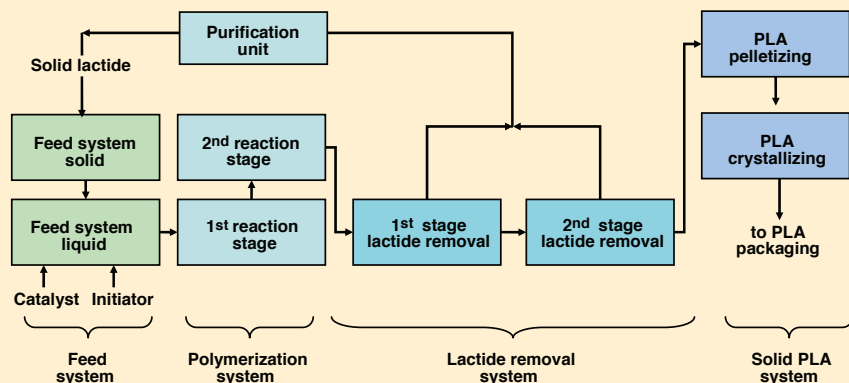 Purification
unit
Solid lactide
Feed system
solid
Feed system
liquid
Catalyst
Initiator
2nd reaction
stage
1st reaction
stage
1st stage
lactide removal
2nd stage
lactide removal
PLA
pelletizing
PLA
crystallizing
to PLA
packaging
Feed
system
Polymerization
system
Lactide removal
system
Solid PLA
system